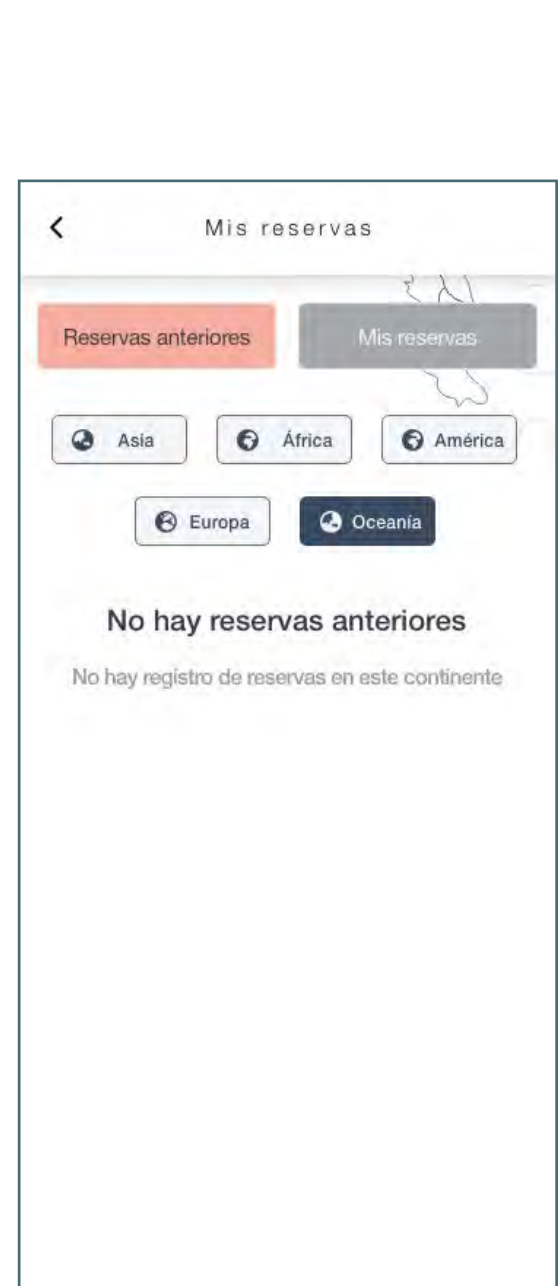 Mis reservas
Reservas anteriores Mis reservas
Asia África América
Europa Oceanía
No hay reservas anteriores
No hay registro de reservas en este continente